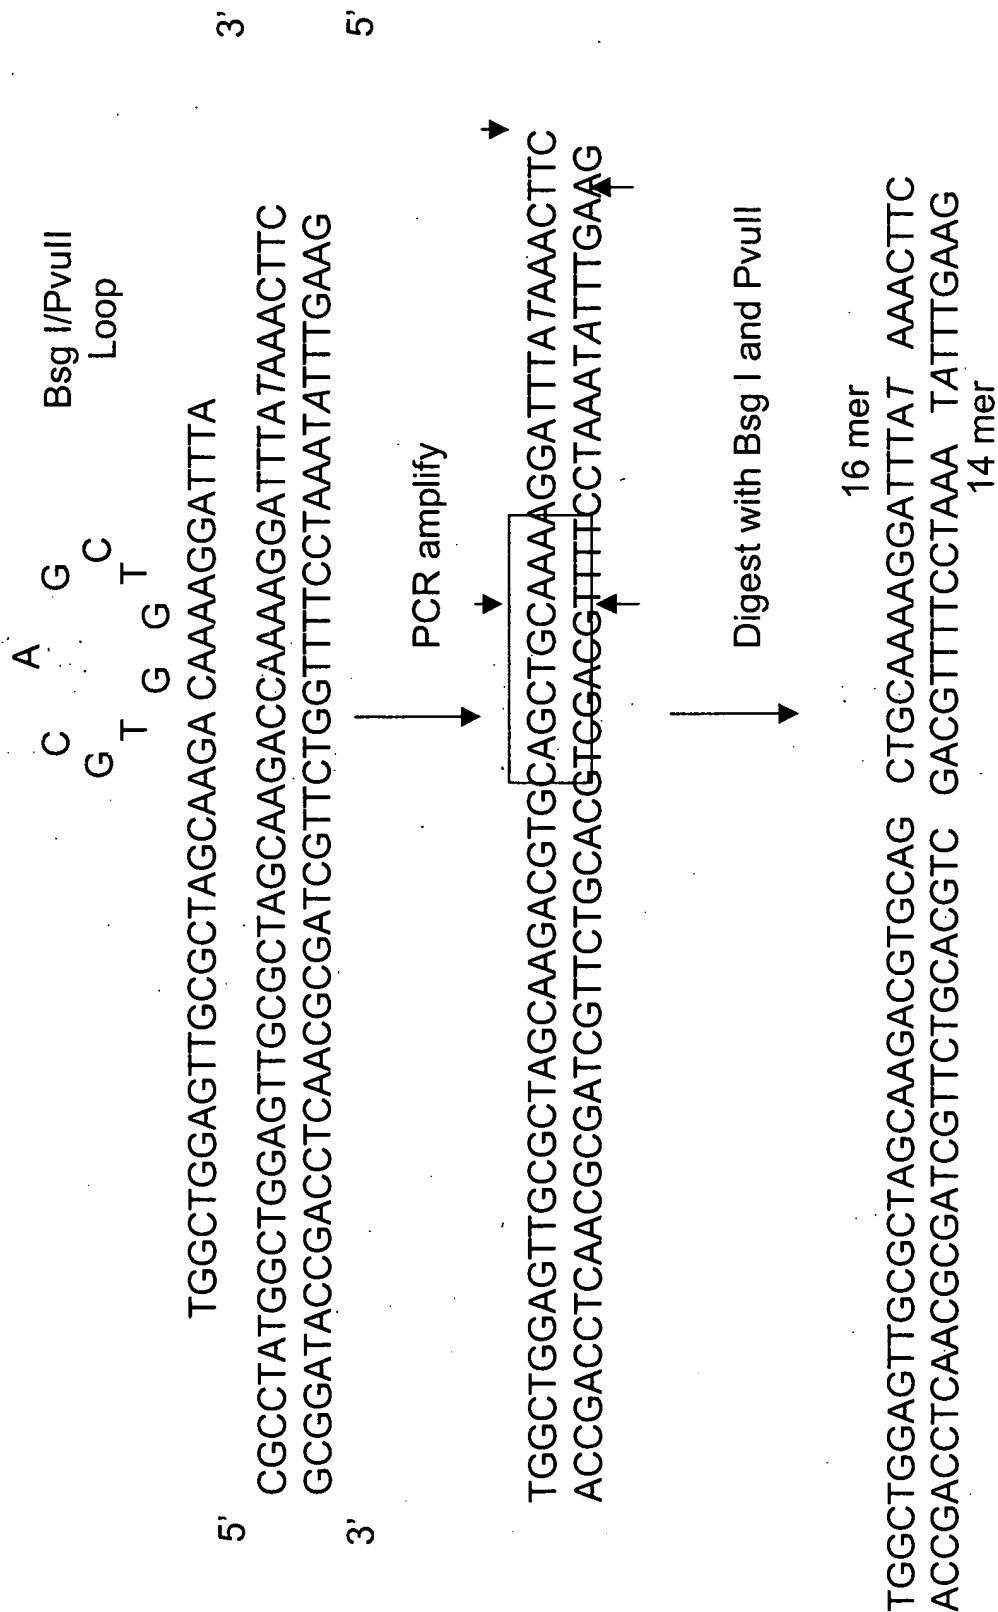 Bsg I/PvuII
Loop
A
C G
G C
T T
G G
TGGCTGGAGTTGCGCTAGCAAGA CAAAAGGATTTA
5' 3'
CGCCTATGGCTGGAGTTGCGCTAGCAAGACCAAAAGGATTTATAAACTTC
GCGGATACCGACCTCAACGCGATCGTTCTGGTTTTCCTAAATATTTGAAG
3' 5'
PCR amplify
TGGCTGGAGTTGCGCTAGCAAGACGTGCAGCTGCAAAAGGATTTATAAACTTC
ACCGACCTCAACGCGATCGTTCTGCACGTCGACGTTTTCCTAAATATTTGAAG
Digest with Bsg I and PvuII
16 mer
TGGCTGGAGTTGCGCTAGCAAGACGTGCAG CTGCAAAAGGATTTAT AAACTTC
ACCGACCTCAACGCGATCGTTCTGCACGTC GACGTTTTCCTAAA TATTTGAAG
14 mer